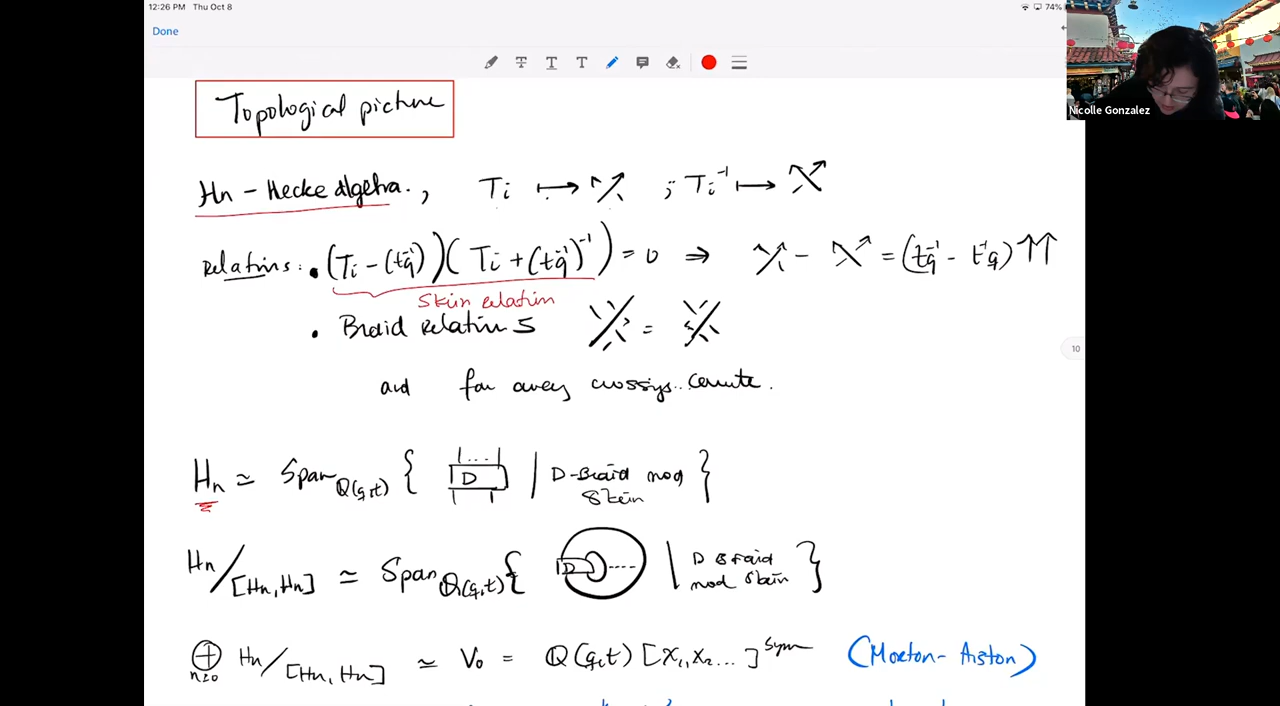 12:26 PM Thu Oct 8
74%
Done
Nicolle Gonzalez
Topological picture
Hn - Hecke algebra. , Ti ↦ ; Ti⁻¹ ↦
Relations: • (Ti - (tq⁻¹))(Ti + (tq⁻¹)⁻¹) = 0 ⇒ - = (tq⁻¹ - t⁻¹q) ↑↑
Skein relation
• Braid relations =
10
and far away crossings commute.
Hn ≃ Span Q(q,t) { D | D-Braid mod Skein }
Hn/[Hn, Hn] ≃ Span Q(q,t) { D | D Braid mod Skein }
⊕ n≥0 Hn/[Hn, Hn] ≃ V0 = Q(q,t)[x1, x2 ...]^Sym (Morton-Aiston)